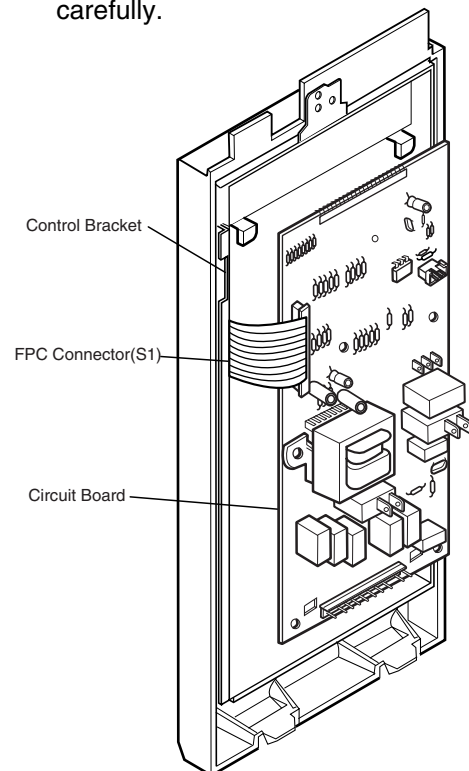 carefully.
Control Bracket
FPC Connector(S1)
Circuit Board